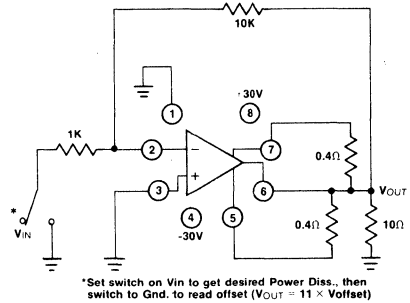 10K
· 30V
1
8
1K
2
−
7
0.4Ω
3
+
6
VOUT
*
VIN
4
-30V
5
0.4Ω
10Ω
*Set switch on Vin to get desired Power Diss., then
switch to Gnd. to read offset (VOUT = 11 × Voffset)